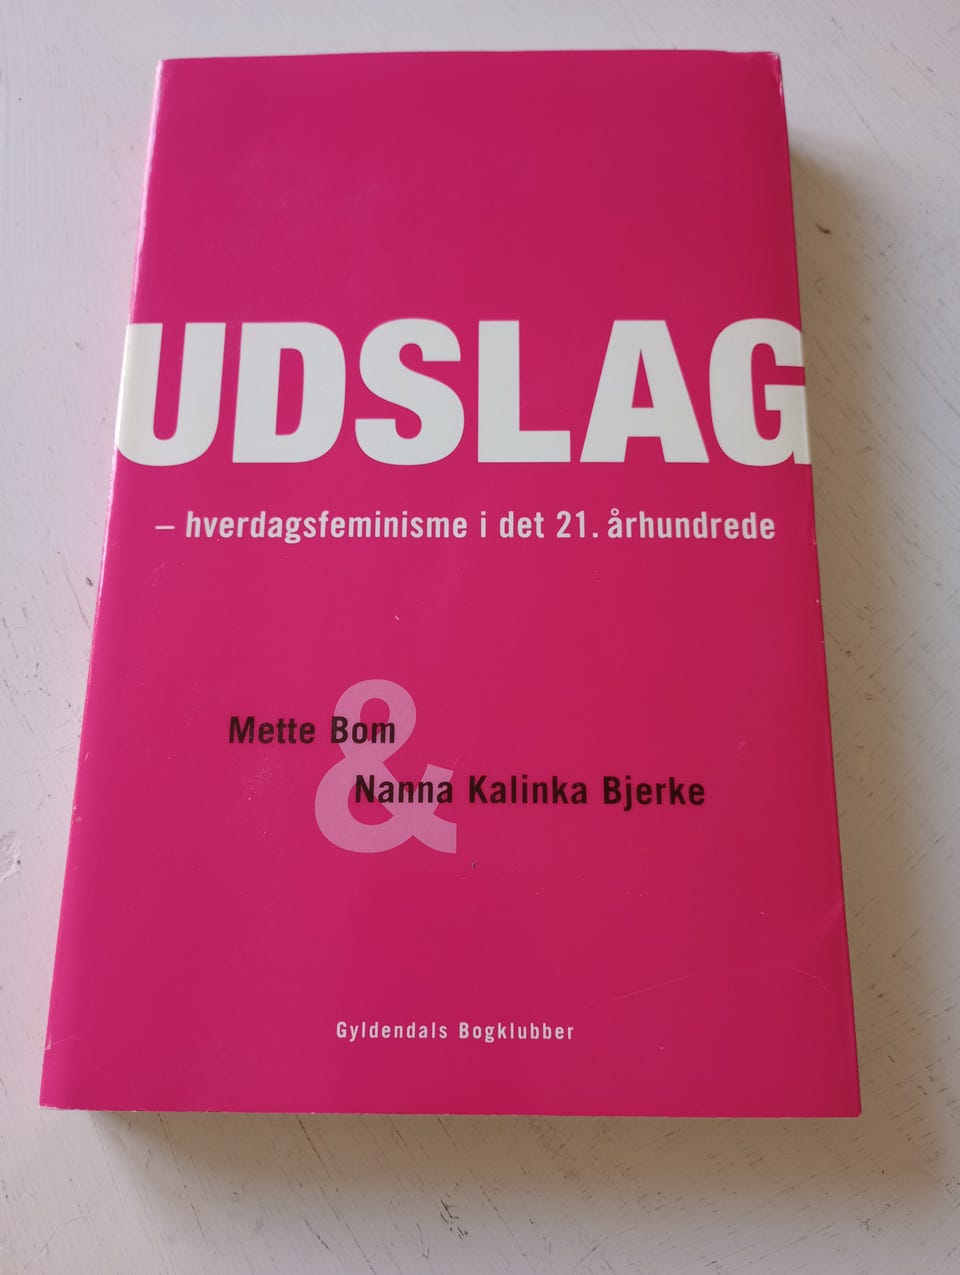 UDSLAG
– hverdagsfeminisme i det 21. århundrede
Mette Bom
&
Nanna Kalinka Bjerke
Gyldendals Bogklubber